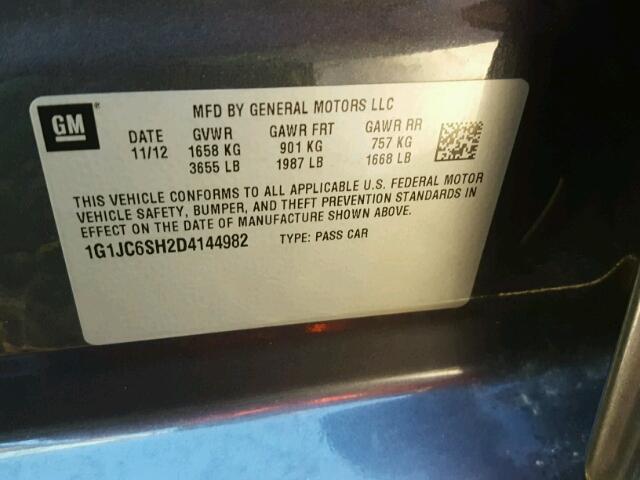 GM
MFD BY GENERAL MOTORS LLC
DATE GVWR GAWR FRT GAWR RR
11/12 1658 KG 901 KG 757 KG
3655 LB 1987 LB 1668 LB
THIS VEHICLE CONFORMS TO ALL APPLICABLE U.S. FEDERAL MOTOR
VEHICLE SAFETY, BUMPER, AND THEFT PREVENTION STANDARDS IN
EFFECT ON THE DATE OF MANUFACTURE SHOWN ABOVE.
1G1JC6SH2D4144982 TYPE: PASS CAR